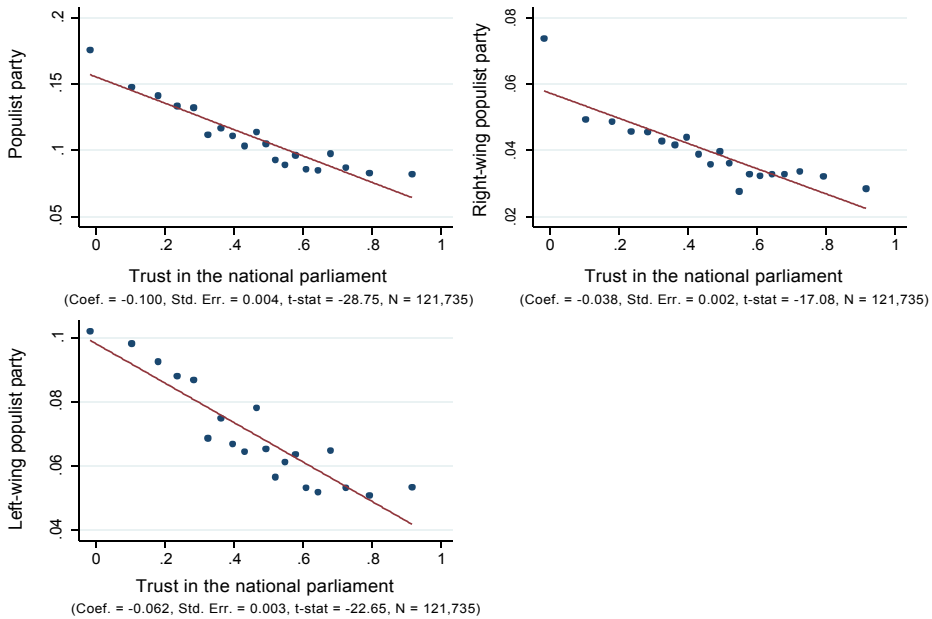 Populist party
.2
.15
.1
.05
0 .2 .4 .6 .8 1
Trust in the national parliament
(Coef. = -0.100, Std. Err. = 0.004, t-stat = -28.75, N = 121,735)
Right-wing populist party
.08
.06
.04
.02
0 .2 .4 .6 .8 1
Trust in the national parliament
(Coef. = -0.038, Std. Err. = 0.002, t-stat = -17.08, N = 121,735)
Left-wing populist party
.1
.08
.06
.04
0 .2 .4 .6 .8 1
Trust in the national parliament
(Coef. = -0.062, Std. Err. = 0.003, t-stat = -22.65, N = 121,735)